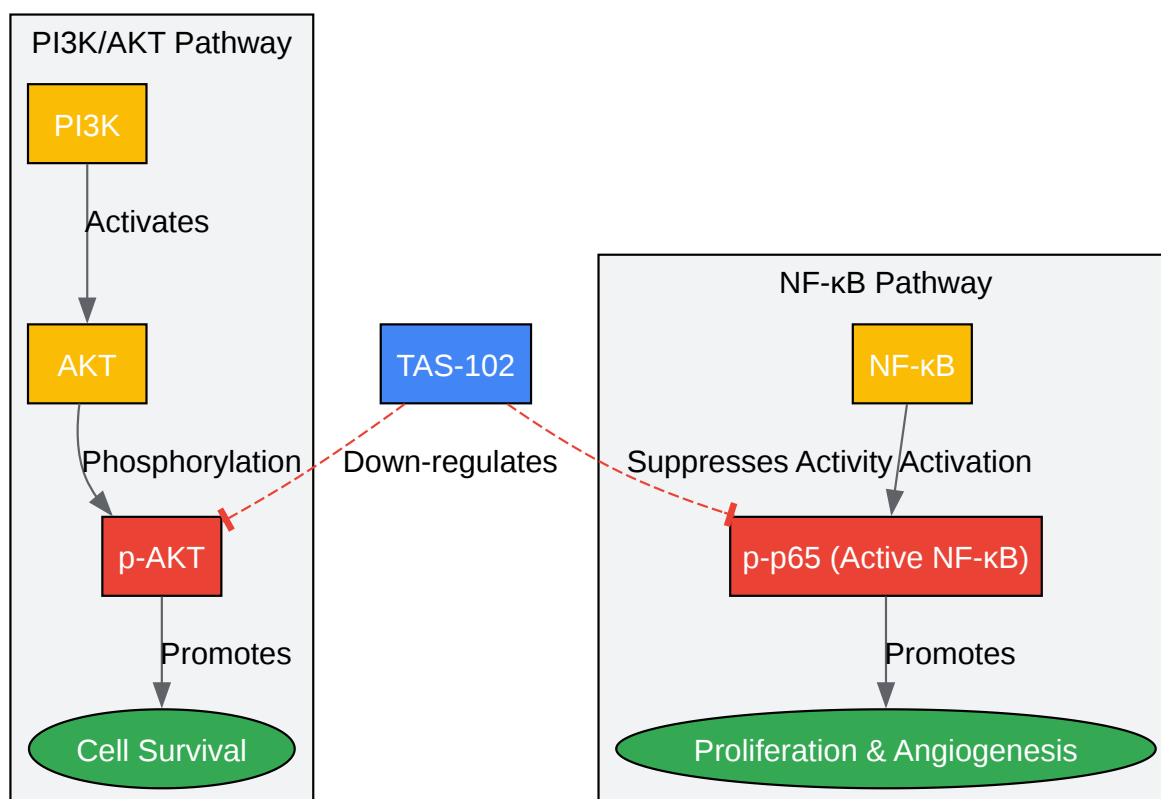 PI3K/AKT Pathway
PI3K
Activates
AKT
Phosphorylation
p-AKT
Promotes
Cell Survival
TAS-102
Down-regulates
Suppresses Activity
NF-κB Pathway
NF-κB
Activation
p-p65 (Active NF-κB)
Promotes
Proliferation & Angiogenesis